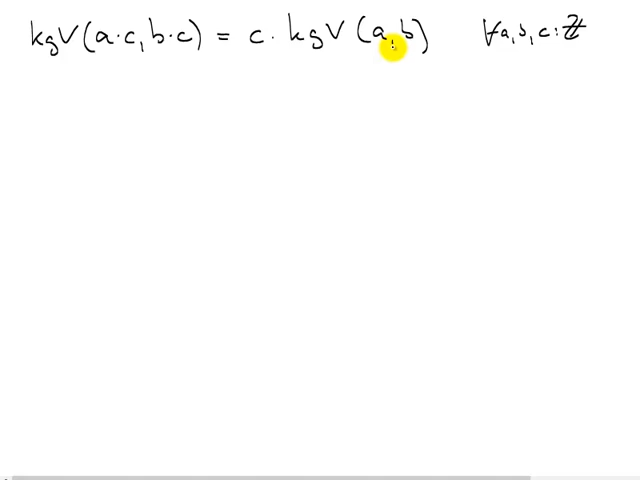 kgV(a·c, b·c) = c · kgV(a,b) ∀a,b,c:ℤ